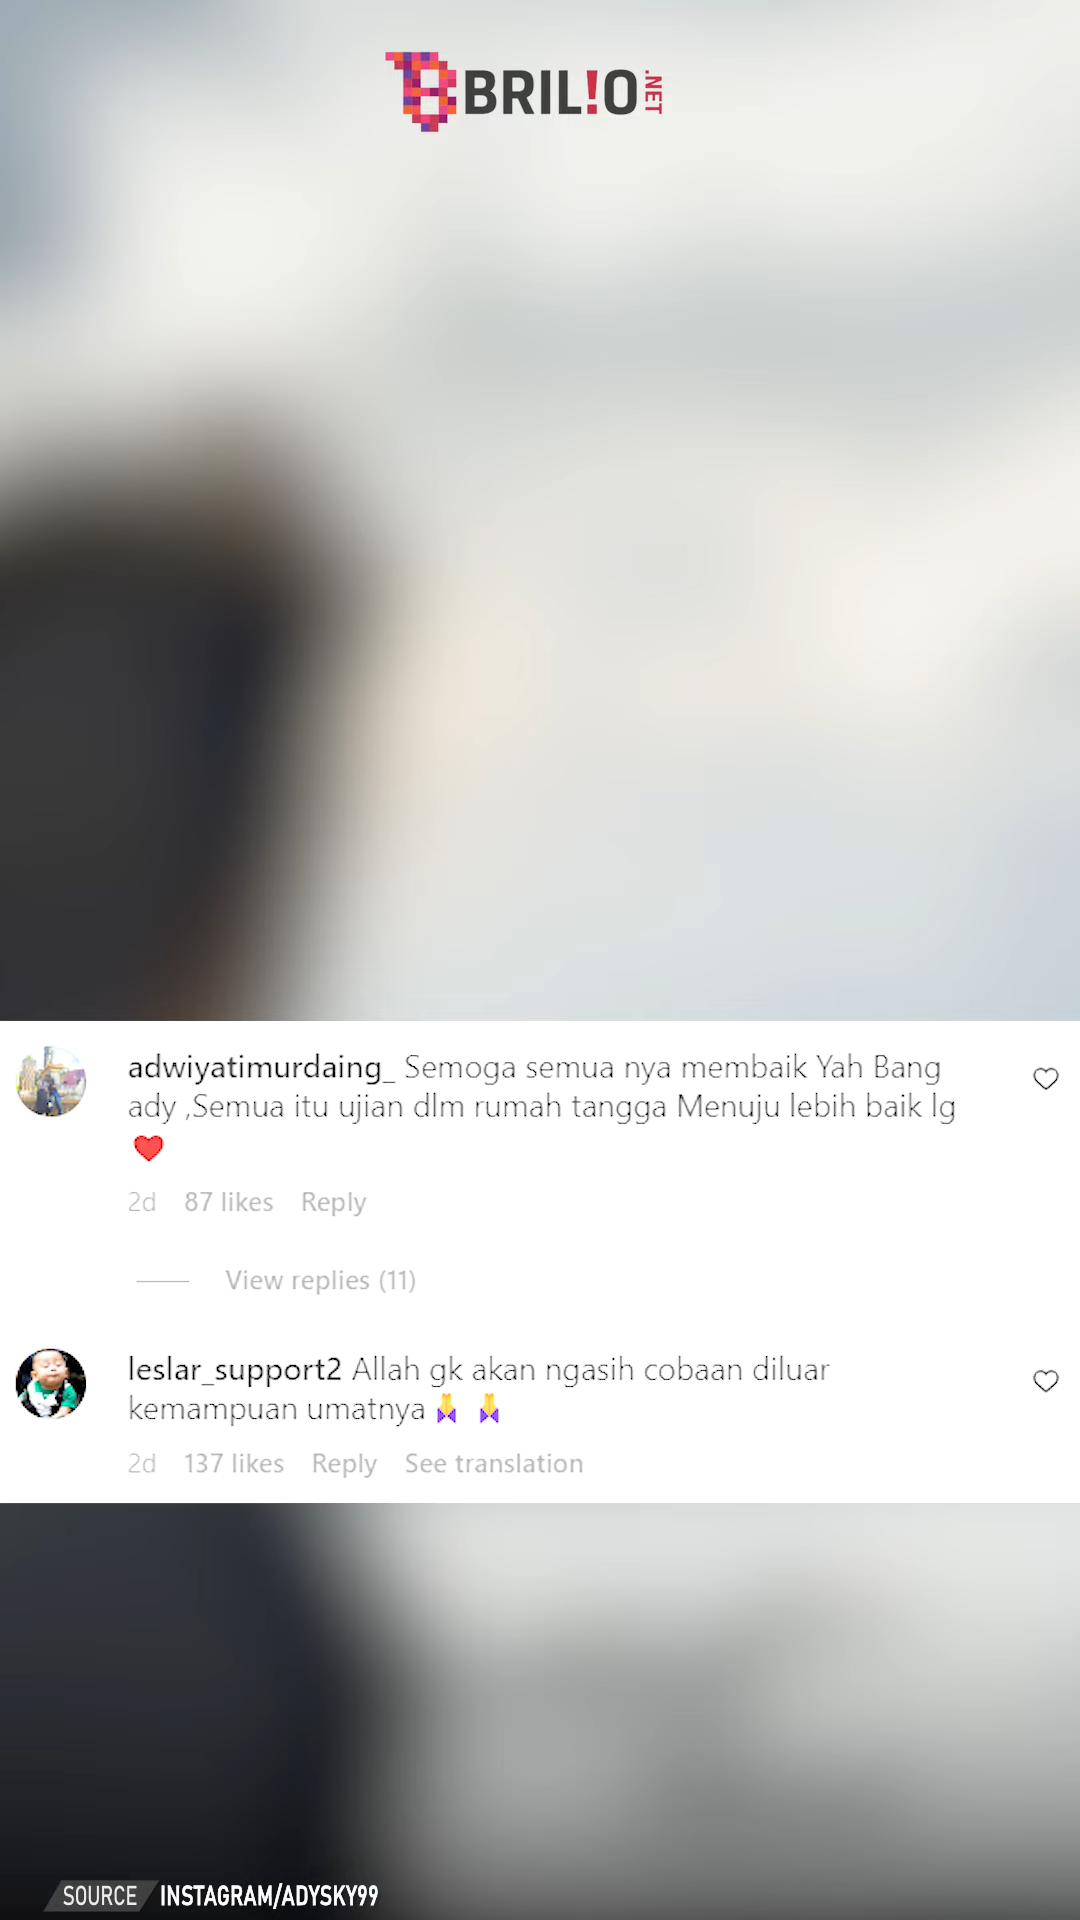 BRIL!O.NET
adwiyatimurdaing_ Semoga semua nya membaik Yah Bang
ady ,Semua itu ujian dlm rumah tangga Menuju lebih baik lg
❤️
2d 87 likes Reply
View replies (11)
leslar_support2 Allah gk akan ngasih cobaan diluar
kemampuan umatnya🙏 🙏
2d 137 likes Reply See translation
SOURCE INSTAGRAM/ADYSKY99